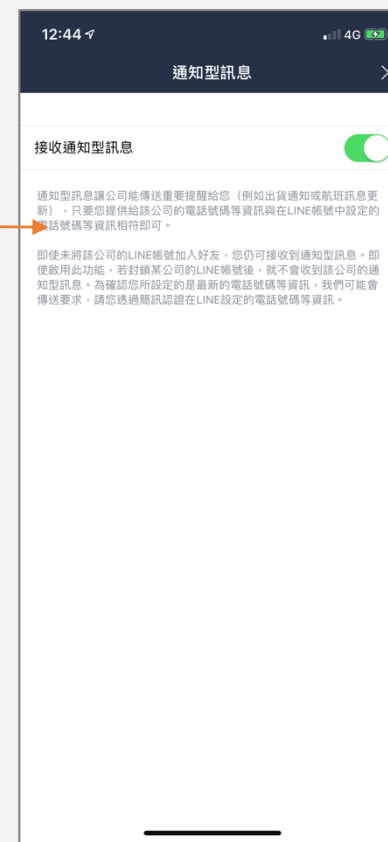 12:44
4G
通知型訊息
接收通知型訊息
通知型訊息讓公司能傳送重要提醒給您（例如出貨通知或航班訊息更
新），只要您提供給該公司的電話號碼等資訊與在LINE帳號中設定的
電話號碼等資訊相符即可。
即使未將該公司的LINE帳號加入好友，您仍可接收到通知型訊息。即
使啟用此功能，若封鎖某公司的LINE帳號後，就不會收到該公司的通
知型訊息。為確認您所設定的是最新的電話號碼等資訊，我們可能會
傳送要求，請您透過簡訊認證在LINE設定的電話號碼等資訊。